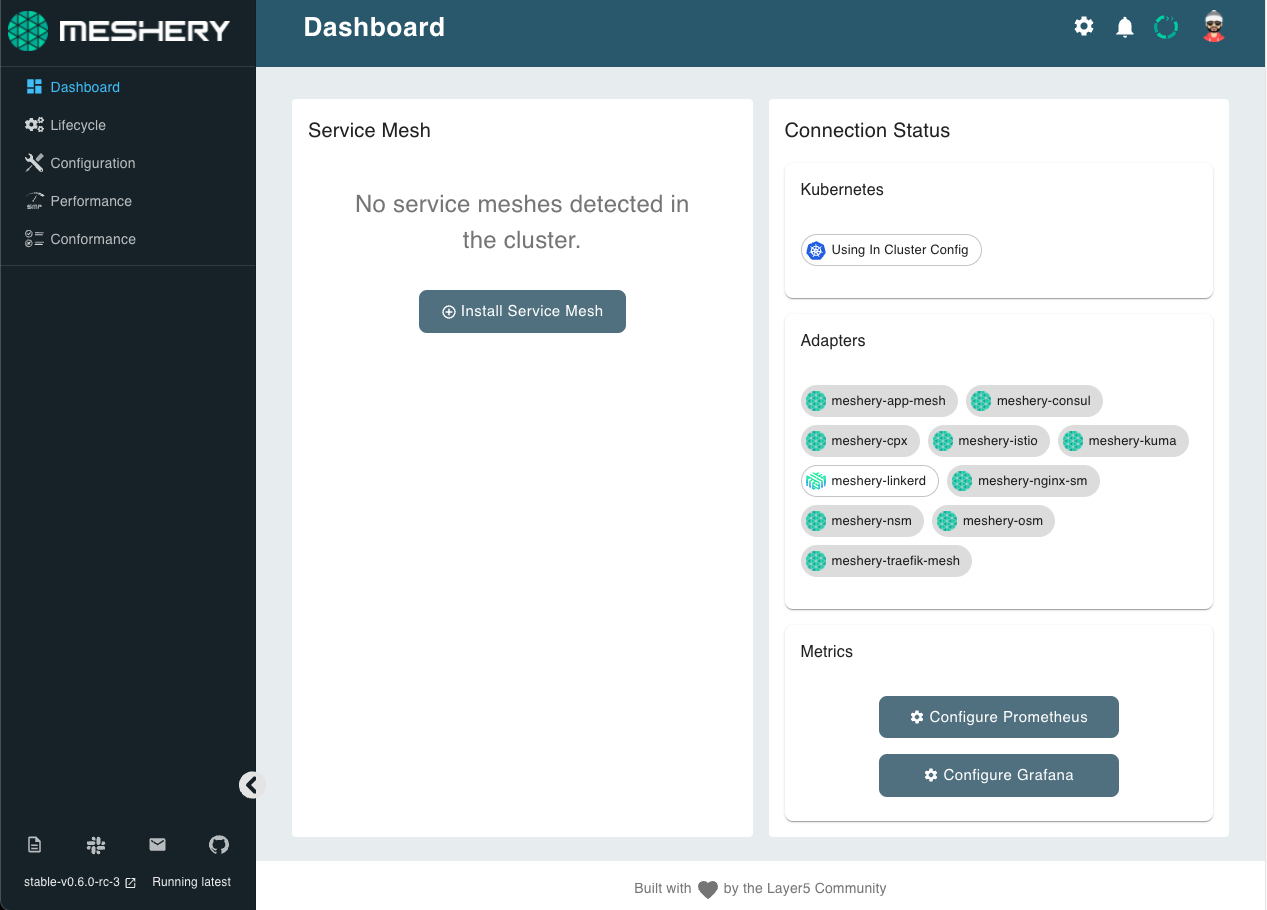 MESHERY
Dashboard
Dashboard
Lifecycle
Configuration
SMP Performance
Conformance
Service Mesh
No service meshes detected in
the cluster.
Install Service Mesh
Connection Status
Kubernetes
Using In Cluster Config
Adapters
meshery-app-mesh meshery-consul
meshery-cpx meshery-istio meshery-kuma
meshery-linkerd meshery-nginx-sm
meshery-nsm meshery-osm
meshery-traefik-mesh
Metrics
Configure Prometheus
Configure Grafana
stable-v0.6.0-rc-3 Running latest
Built with by the Layer5 Community